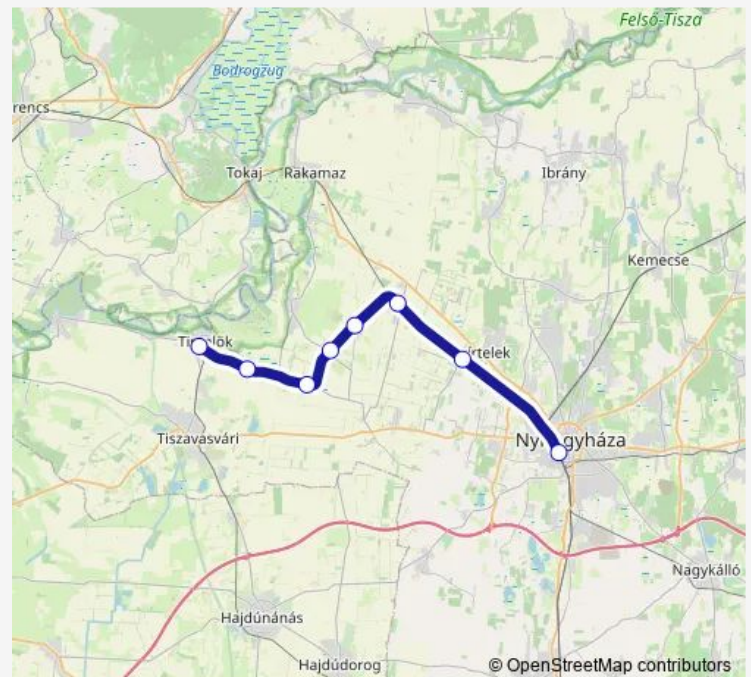 Felső-Tisza
Bodrogzug
rencs
Tokaj
Rakamaz
Ibrány
Kemecse
Tiszavasvári
Nagykálló
Hajdúnánás
Hajdúdorog
© OpenStreetMap contributors